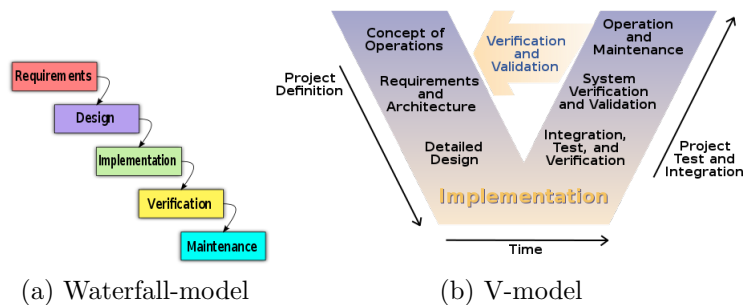 Requirements
Design
Implementation
Verification
Maintenance
(a) Waterfall-model
Project
Definition
Concept of
Operations
Requirements
and
Architecture
Detailed
Design
Implementation
Verification
and
Validation
Operation
and
Maintenance
System
Verification
and Validation
Integration,
Test, and
Verification
Project
Test and
Integration
Time
(b) V-model